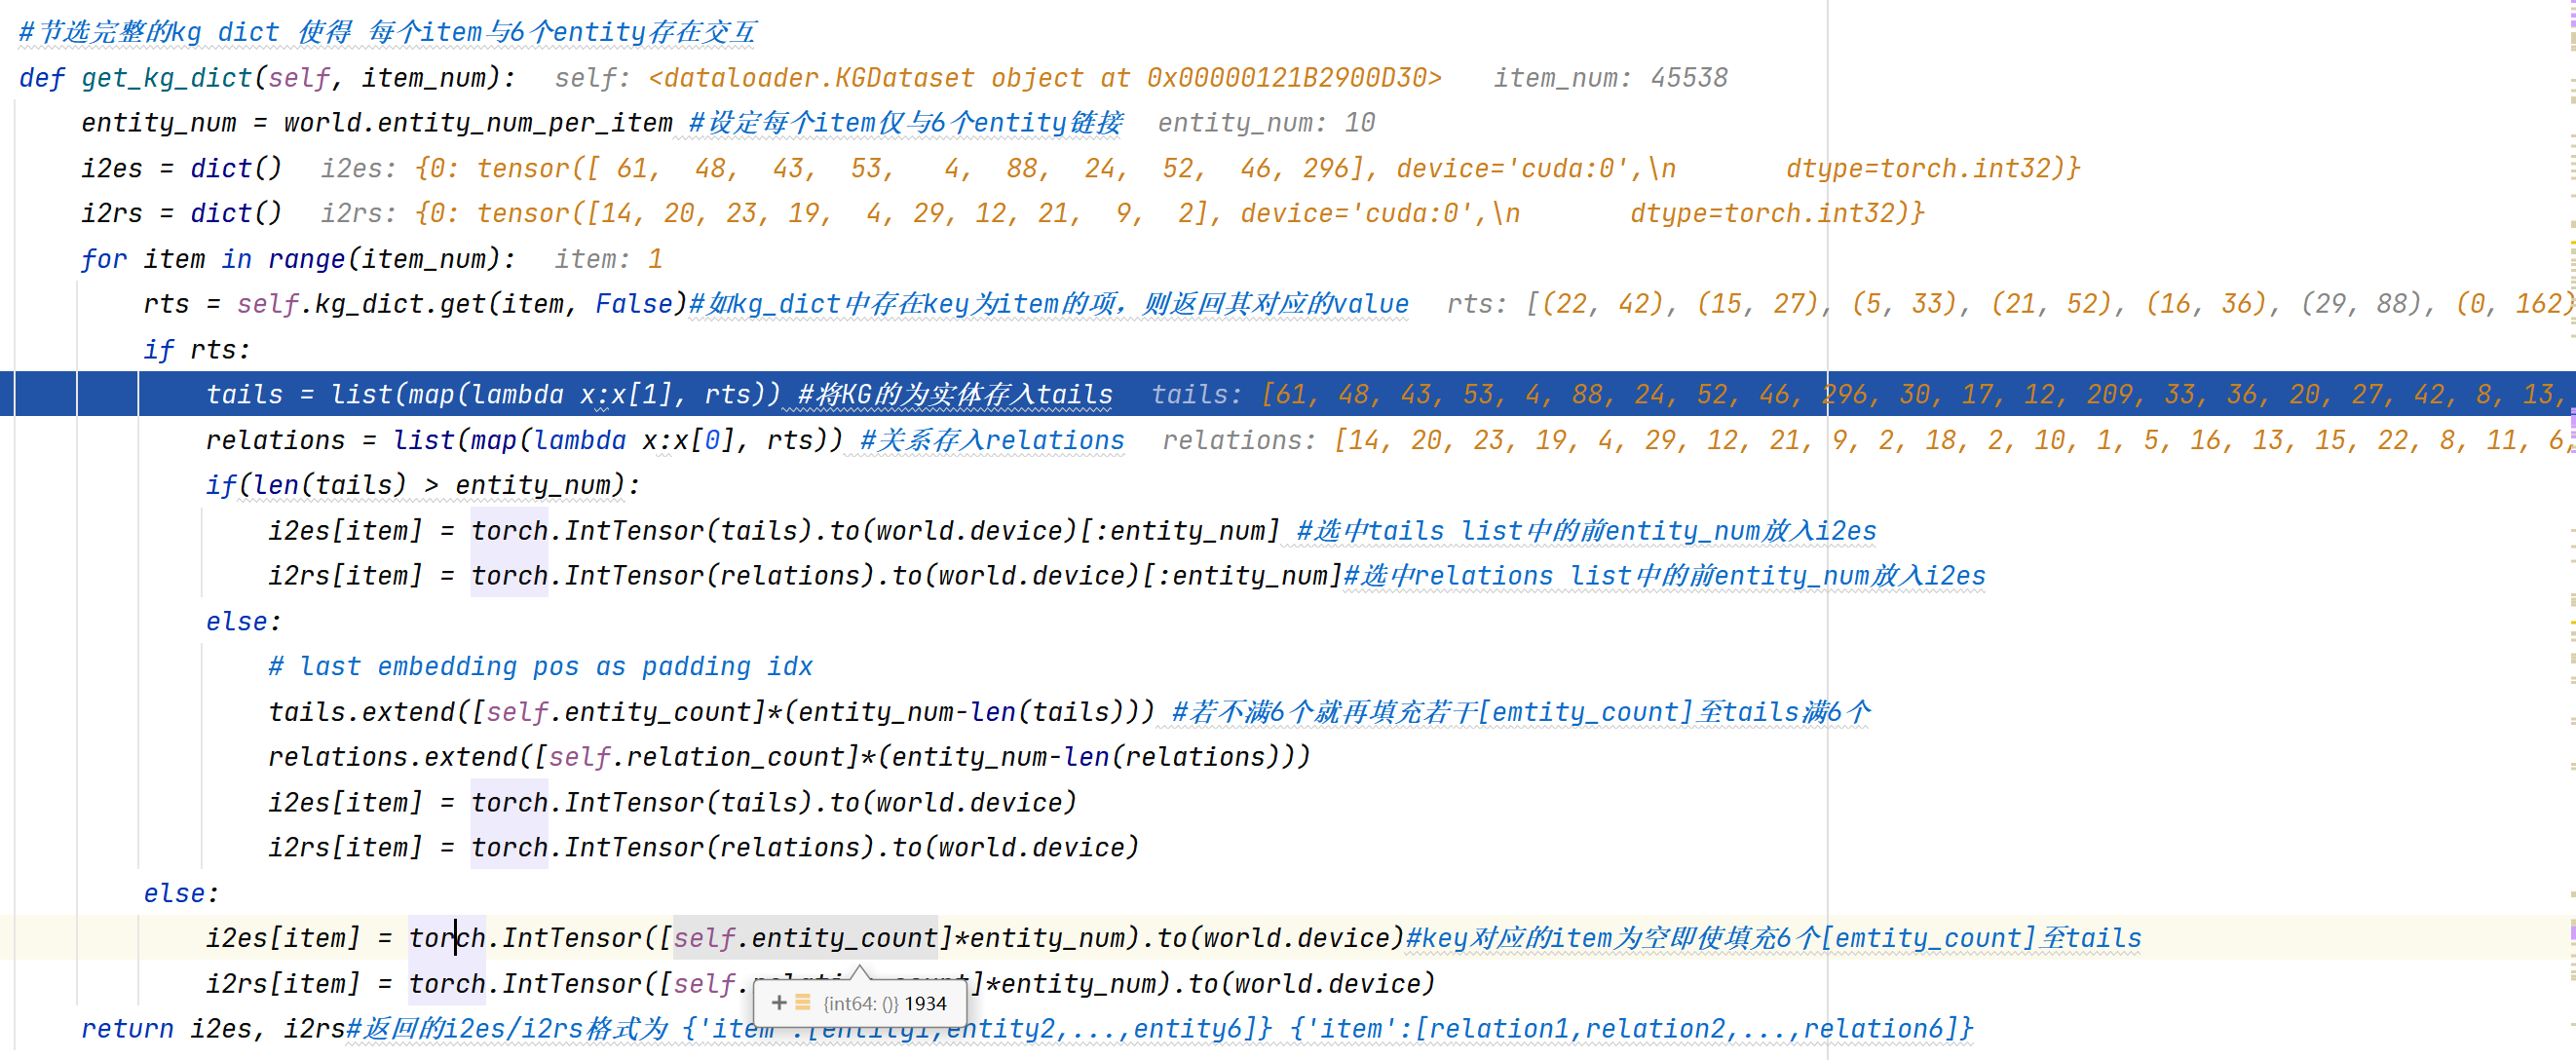 #节选完整的kg dict 使得 每个item与6个entity存在交互
def get_kg_dict(self, item_num):   self: <dataloader.KGDataset object at 0x00000121B2900D30>   item_num: 45538
    entity_num = world.entity_num_per_item #设定每个item仅与6个entity链接   entity_num: 10
    i2es = dict()   i2es: {0: tensor([ 61,  48,  43,  53,   4,  88,  24,  52,  46, 296], device='cuda:0',\n       dtype=torch.int32)}
    i2rs = dict()   i2rs: {0: tensor([14, 20, 23, 19,  4, 29, 12, 21,  9,  2], device='cuda:0',\n       dtype=torch.int32)}
    for item in range(item_num):   item: 1
        rts = self.kg_dict.get(item, False)#如kg_dict中存在key为item的项，则返回其对应的value   rts: [(22, 42), (15, 27), (5, 33), (21, 52), (16, 36), (29, 88), (0, 162)
        if rts:
            tails = list(map(lambda x:x[1], rts)) #将KG的为实体存入tails   tails: [61, 48, 43, 53, 4, 88, 24, 52, 46, 296, 30, 17, 12, 209, 33, 36, 20, 27, 42, 8, 13,
            relations = list(map(lambda x:x[0], rts)) #关系存入relations   relations: [14, 20, 23, 19, 4, 29, 12, 21, 9, 2, 18, 2, 10, 1, 5, 16, 13, 15, 22, 8, 11, 6,
            if(len(tails) > entity_num):
                i2es[item] = torch.IntTensor(tails).to(world.device)[:entity_num] #选中tails list中的前entity_num放入i2es
                i2rs[item] = torch.IntTensor(relations).to(world.device)[:entity_num]#选中relations list中的前entity_num放入i2es
            else:
                # last embedding pos as padding idx
                tails.extend([self.entity_count]*(entity_num-len(tails))) #若不满6个就再填充若干[emtity_count]至tails满6个
                relations.extend([self.relation_count]*(entity_num-len(relations)))
                i2es[item] = torch.IntTensor(tails).to(world.device)
                i2rs[item] = torch.IntTensor(relations).to(world.device)
        else:
            i2es[item] = torch.IntTensor([self.entity_count]*entity_num).to(world.device)#key对应的item为空即使填充6个[emtity_count]至tails
            i2rs[item] = torch.IntTensor([self. ]*entity_num).to(world.device)
+ {int64: ()} 1934
    return i2es, i2rs#返回的i2es/i2rs格式为 {'item :[entity1,entity2,...,entity6]} {'item':[relation1,relation2,...,relation6]}